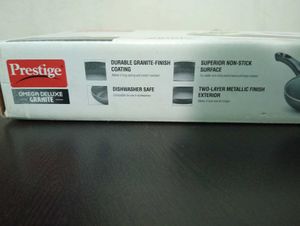 Prestige
OMEGA DELUXE
GRANITE
DURABLE GRANITE-FINISH
COATING
DISHWASHER SAFE
SUPERIOR NON-STICK
SURFACE
TWO-LAYER METALLIC FINISH
EXTERIOR